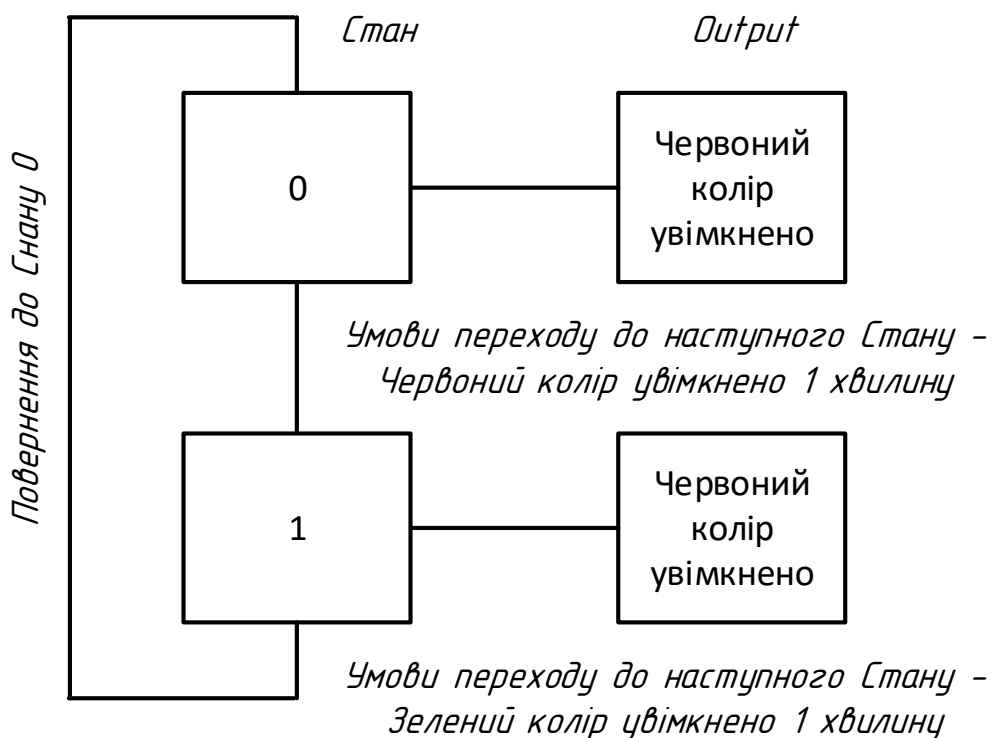 Стан
Output
0
Червоний
колір
увімкнено
Умови переходу до наступного Стану –
Червоний колір увімкнено 1 хвилину
Повернення до Снану 0
1
Червоний
колір
увімкнено
Умови переходу до наступного Стану –
Зелений колір увімкнено 1 хвилину